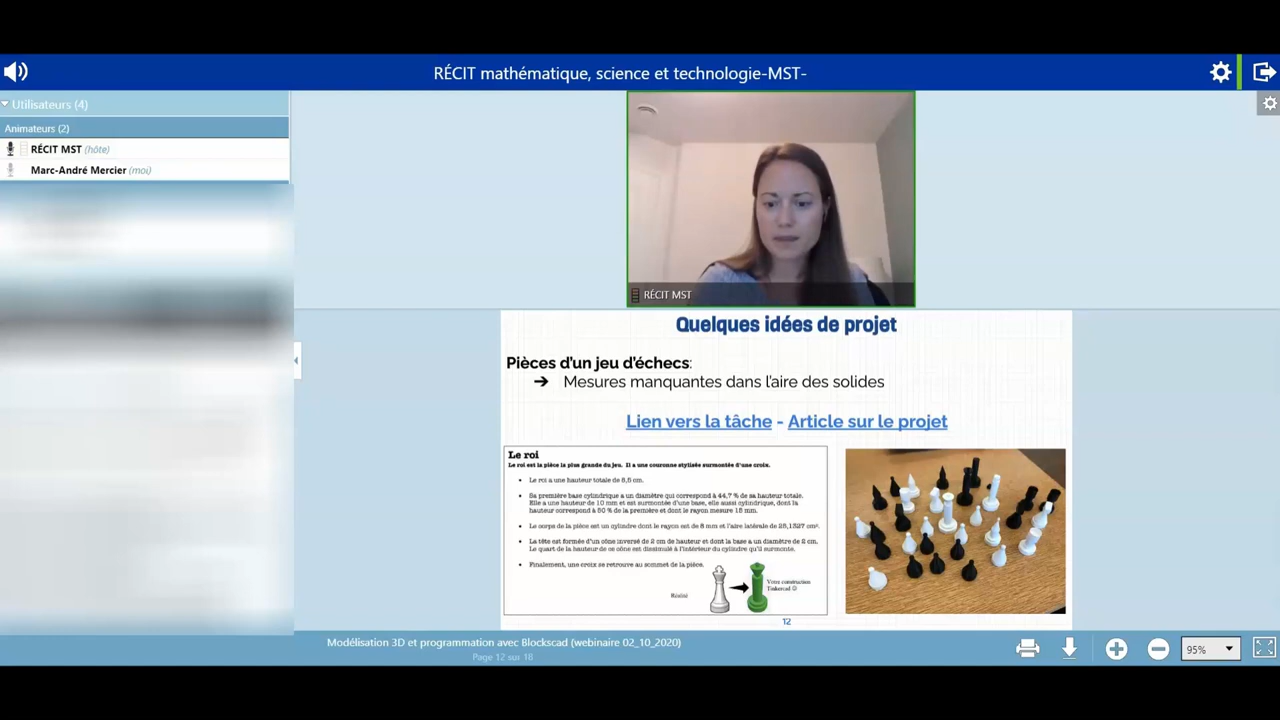 RÉCIT mathématique, science et technologie-MST-
Utilisateurs (4)
Animateurs (2)
RÉCIT MST (hôte)
Marc-André Mercier (moi)
RÉCIT MST
Quelques idées de projet
Pièces d'un jeu d'échecs:
➔ Mesures manquantes dans l'aire des solides
Lien vers la tâche - Article sur le projet
Le roi
Le roi est la pièce la plus grande du jeu. Il a une couronne stylisée surmontée d'une croix.
• Le roi a une hauteur totale de 8,5 cm.
• Sa première base cylindrique a un diamètre qui correspond à 44,7 % de sa hauteur totale.
Elle a une hauteur de 10 mm et est surmontée d'une base, elle aussi cylindrique, dont la
hauteur correspond à 50 % de la première et dont le rayon mesure 15 mm.
• Le corps de la pièce est un cylindre dont le rayon est de 8 mm et l'aire latérale de 25,1327 cm².
• La tête est formée d'un cône inversé de 2 cm de hauteur et dont la base a un diamètre de 2 cm.
Le quart de la hauteur de ce cône est dissimulé à l'intérieur du cylindre qu'il surmonte.
• Finalement, une croix se retrouve au sommet de la pièce.
Réalité
Votre construction
Tinkercad ☺
12
Modélisation 3D et programmation avec Blockscad (webinaire 02_10_2020)
Page 12 sur 18
95%